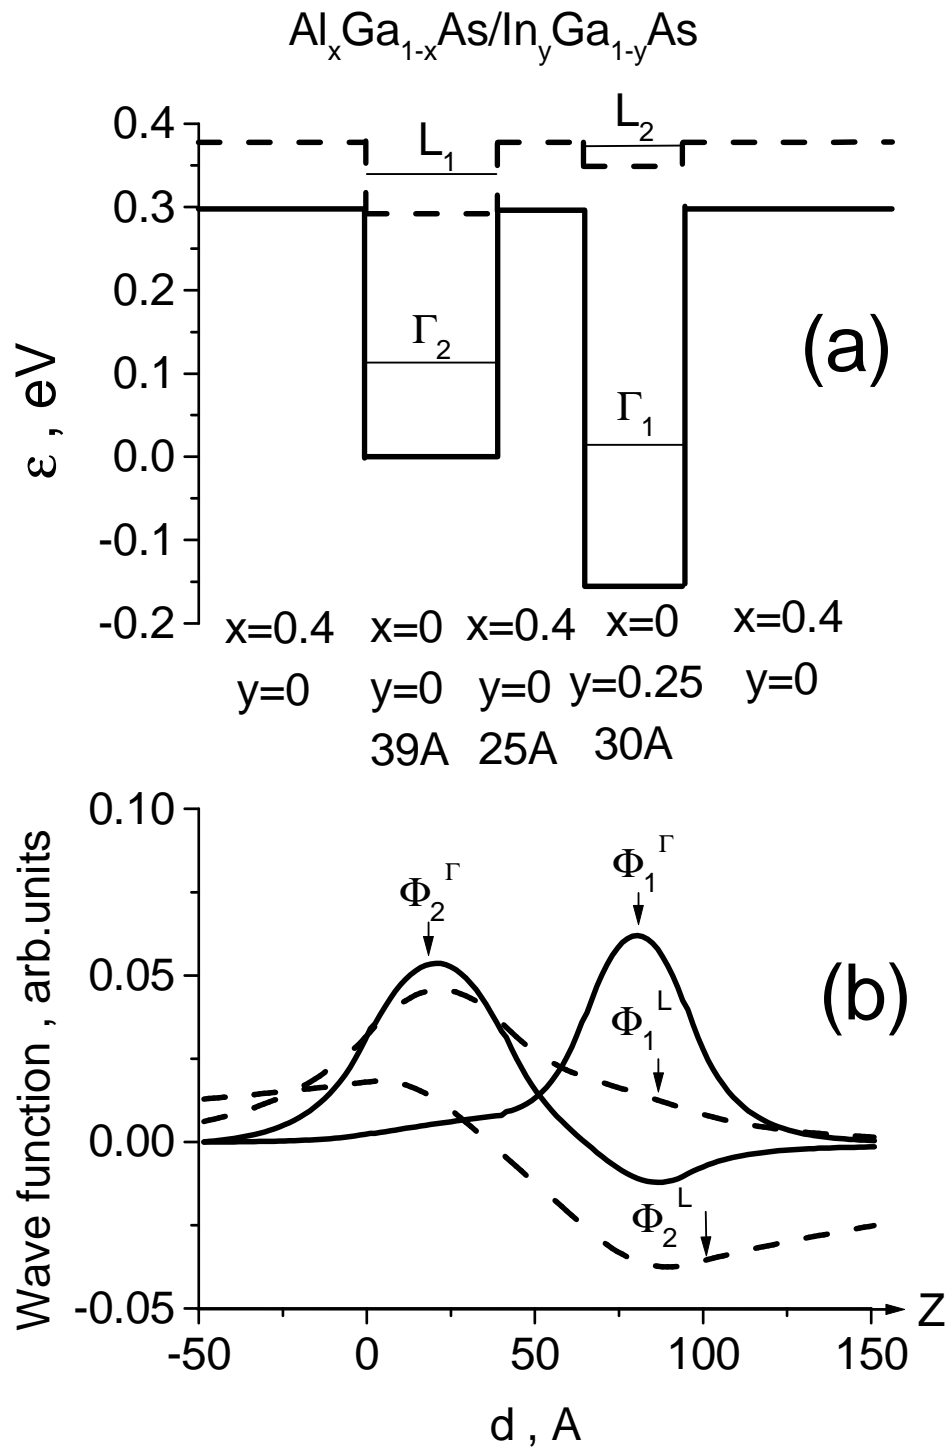 AlxGa1-xAs/InyGa1-yAs
0.4
0.3
0.2
0.1
0.0
-0.1
-0.2
ε , eV
L1
L2
Γ2
Γ1
(a)
x=0.4 x=0 x=0.4 x=0 x=0.4
y=0 y=0 y=0 y=0.25 y=0
39A 25A 30A
0.10
0.05
0.00
-0.05
Wave function , arb.units
Φ2Γ
Φ1Γ
Φ1L
Φ2L
(b)
Z
-50 0 50 100 150
d , A